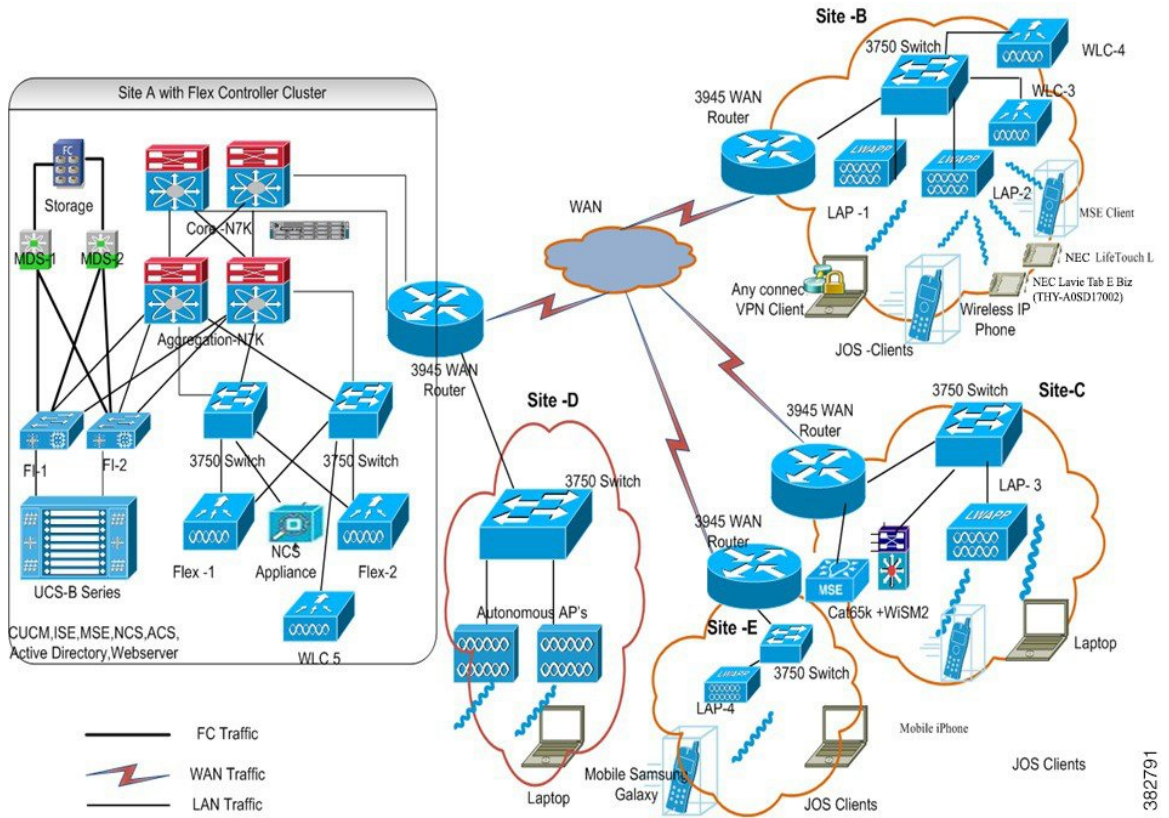 Site -B
3750 Switch
WLC-4
3945 WAN
Router
WLC-3
LWAPP
LWAPP
LAP -1
LAP-2
MSE Client
NEC LifeTouch L
NEC Lavie Tab E Biz
(THY-A0SD17002)
Any connec
VPN Client
Wireless IP
Phone
JOS -Clients
Site A with Flex Controller Cluster
FC
Storage
Core -N7K
MDS-1
MDS-2
Aggregation-N7K
FI-1
FI-2
3750 Switch
3750 Switch
Flex -1
NCS
Appliance
Flex-2
UCS-B Series
WLC 5
CUCM,ISE,MSE,NCS,ACS,
Active Directory,Webserver
WAN
3945 WAN
Router
Site -D
3750 Switch
Autonomous AP's
Laptop
3945 WAN
Router
3750 Switch
Site-C
LAP- 3
LWAPP
MSE
Cat65k +WiSM2
Laptop
Mobile iPhone
JOS Clients
3945 WAN
Router
Site -E
3750 Switch
LWAPP
LAP-4
Mobile Samsung
Galaxy
JOS Clients
FC Traffic
WAN Traffic
LAN Traffic
382791